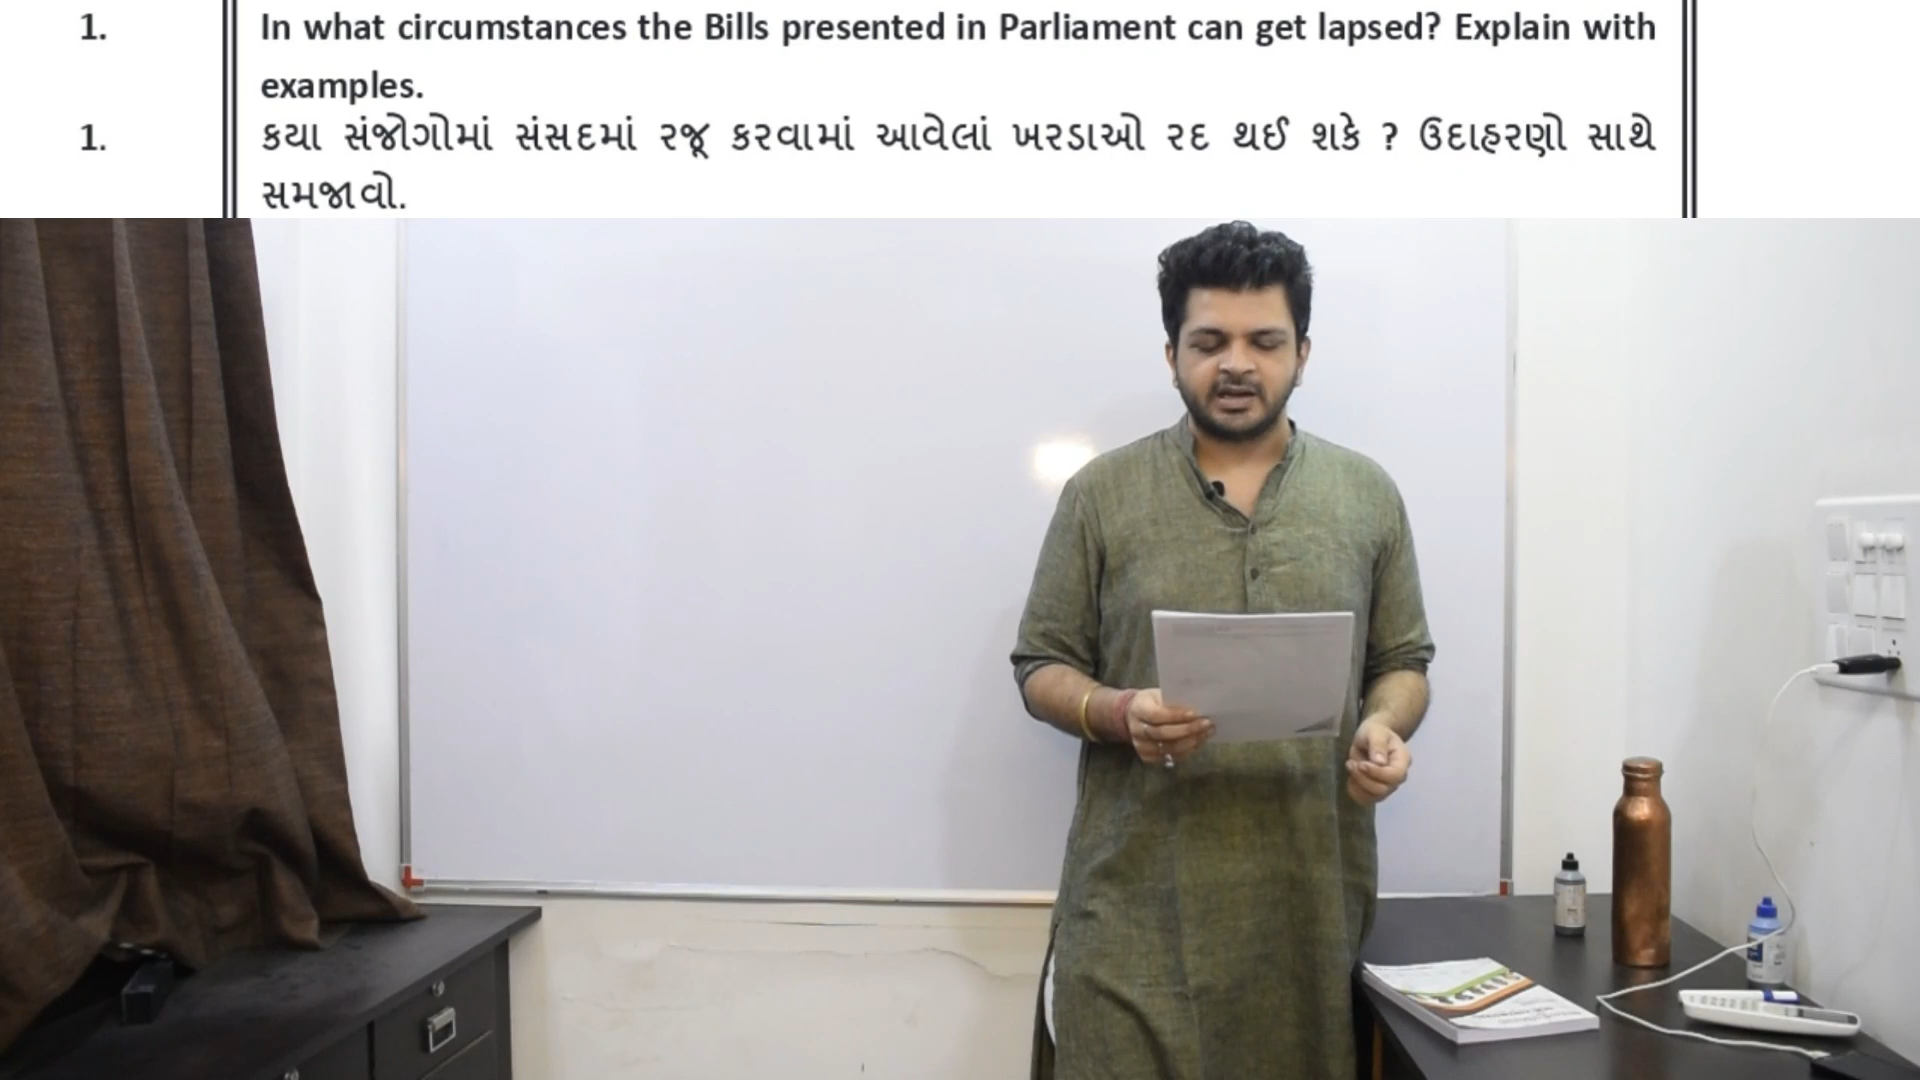 1. In what circumstances the Bills presented in Parliament can get lapsed? Explain with
examples.
1. કયા સંજોગોમાં સંસદમાં રજૂ કરવામાં આવેલાં ખરડાઓ રદ થઈ શકે ? ઉદાહરણો સાથે
સમજાવો.